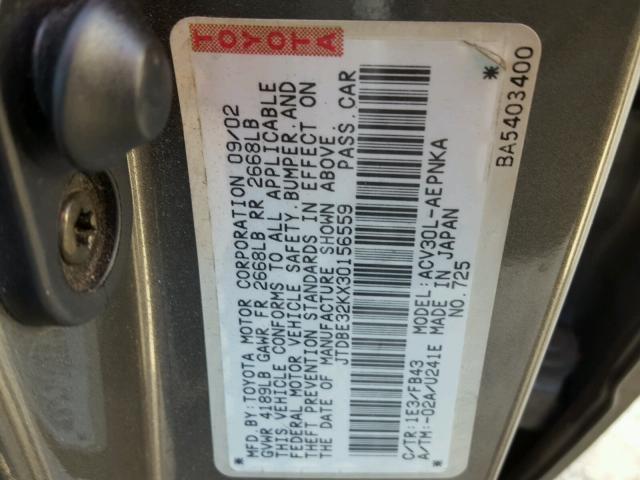 TOYOTA
MFD.BY:TOYOTA MOTOR CORPORATION 09/02
GVWR 4189LB GAWR FR 2668LB RR 2668LB
THIS VEHICLE CONFORMS TO ALL APPLICABLE
FEDERAL MOTOR VEHICLE SAFETY,BUMPER,AND
THEFT PREVENTION STANDARDS IN EFFECT ON
THE DATE OF MANUFACTURE SHOWN ABOVE.
JTDBE32KX30156559 PASS.CAR
* *
C/TR:1E3/FB43 MODEL:ACV30L-AEPNKA
A/TM:-02A/U241E MADE IN JAPAN
NO.725
BA5403400